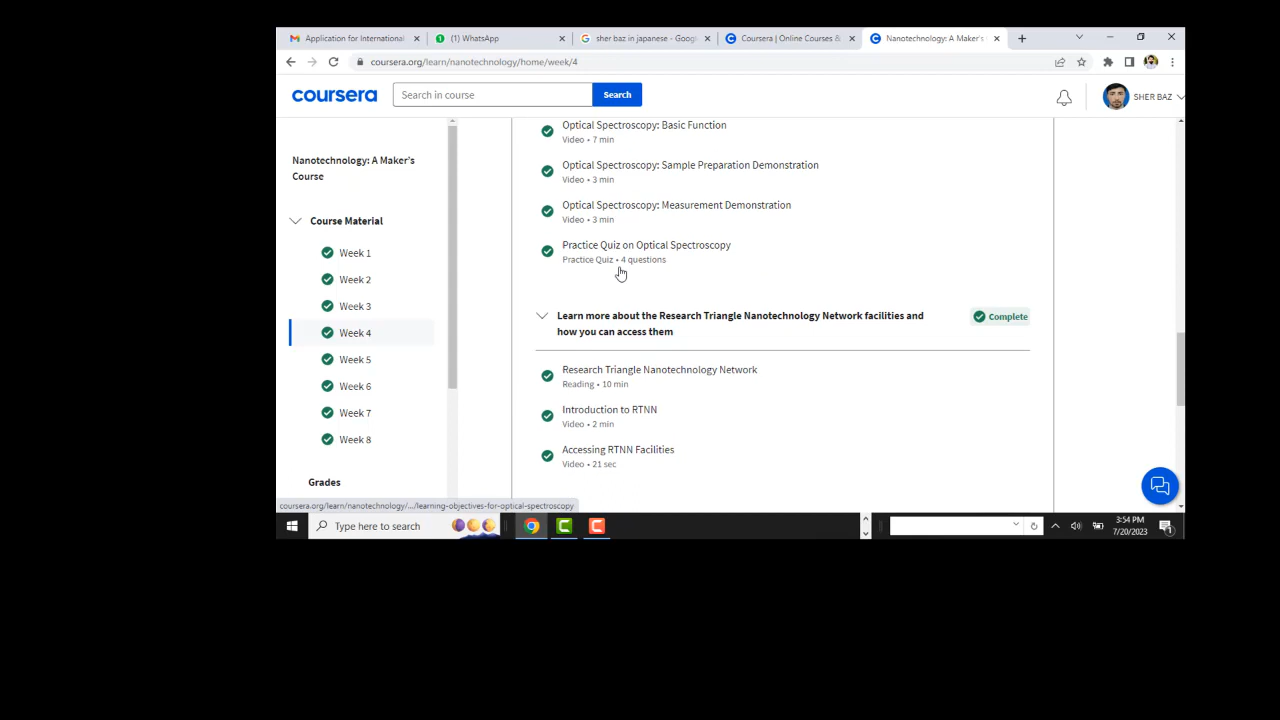 Application for International
(1) WhatsApp
sher baz in japanese - Goog
Coursera | Online Courses &
Nanotechnology: A Maker's
coursera.org/learn/nanotechnology/home/week/4
coursera
Search in course
Search
SHER BAZ
Nanotechnology: A Maker's
Course
Course Material
Week 1
Week 2
Week 3
Week 4
Week 5
Week 6
Week 7
Week 8
Grades
Optical Spectroscopy: Basic Function
Video • 7 min
Optical Spectroscopy: Sample Preparation Demonstration
Video • 3 min
Optical Spectroscopy: Measurement Demonstration
Video • 3 min
Practice Quiz on Optical Spectroscopy
Practice Quiz • 4 questions
Learn more about the Research Triangle Nanotechnology Network facilities and
how you can access them
Complete
Research Triangle Nanotechnology Network
Reading • 10 min
Introduction to RTNN
Video • 2 min
Accessing RTNN Facilities
Video • 21 sec
coursera.org/learn/nanotechnology/.../learning-objectives-for-optical-spectroscopy
Type here to search
3:54 PM
7/20/2023
1